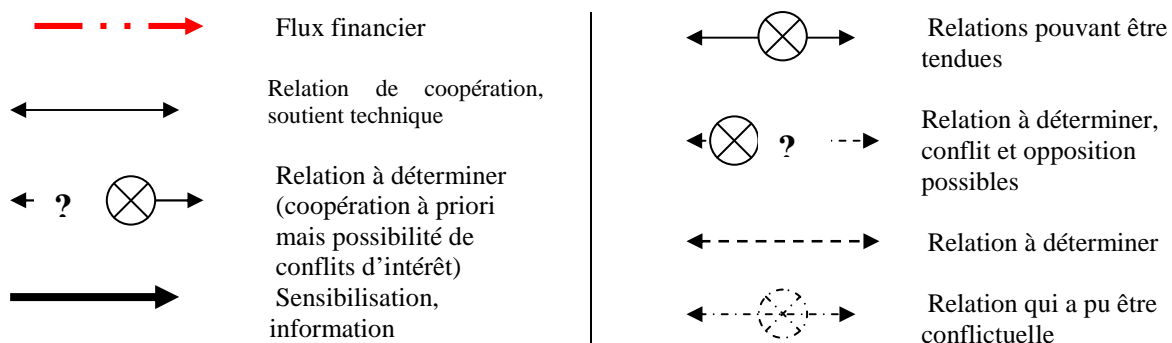 Flux financier
Relation de coopération,
soutient technique
?
Relation à déterminer
(coopération à priori
mais possibilité de
conflits d’intérêt)
Sensibilisation,
information
Relations pouvant être
tendues
?
Relation à déterminer,
conflit et opposition
possibles
Relation à déterminer
Relation qui a pu être
conflictuelle